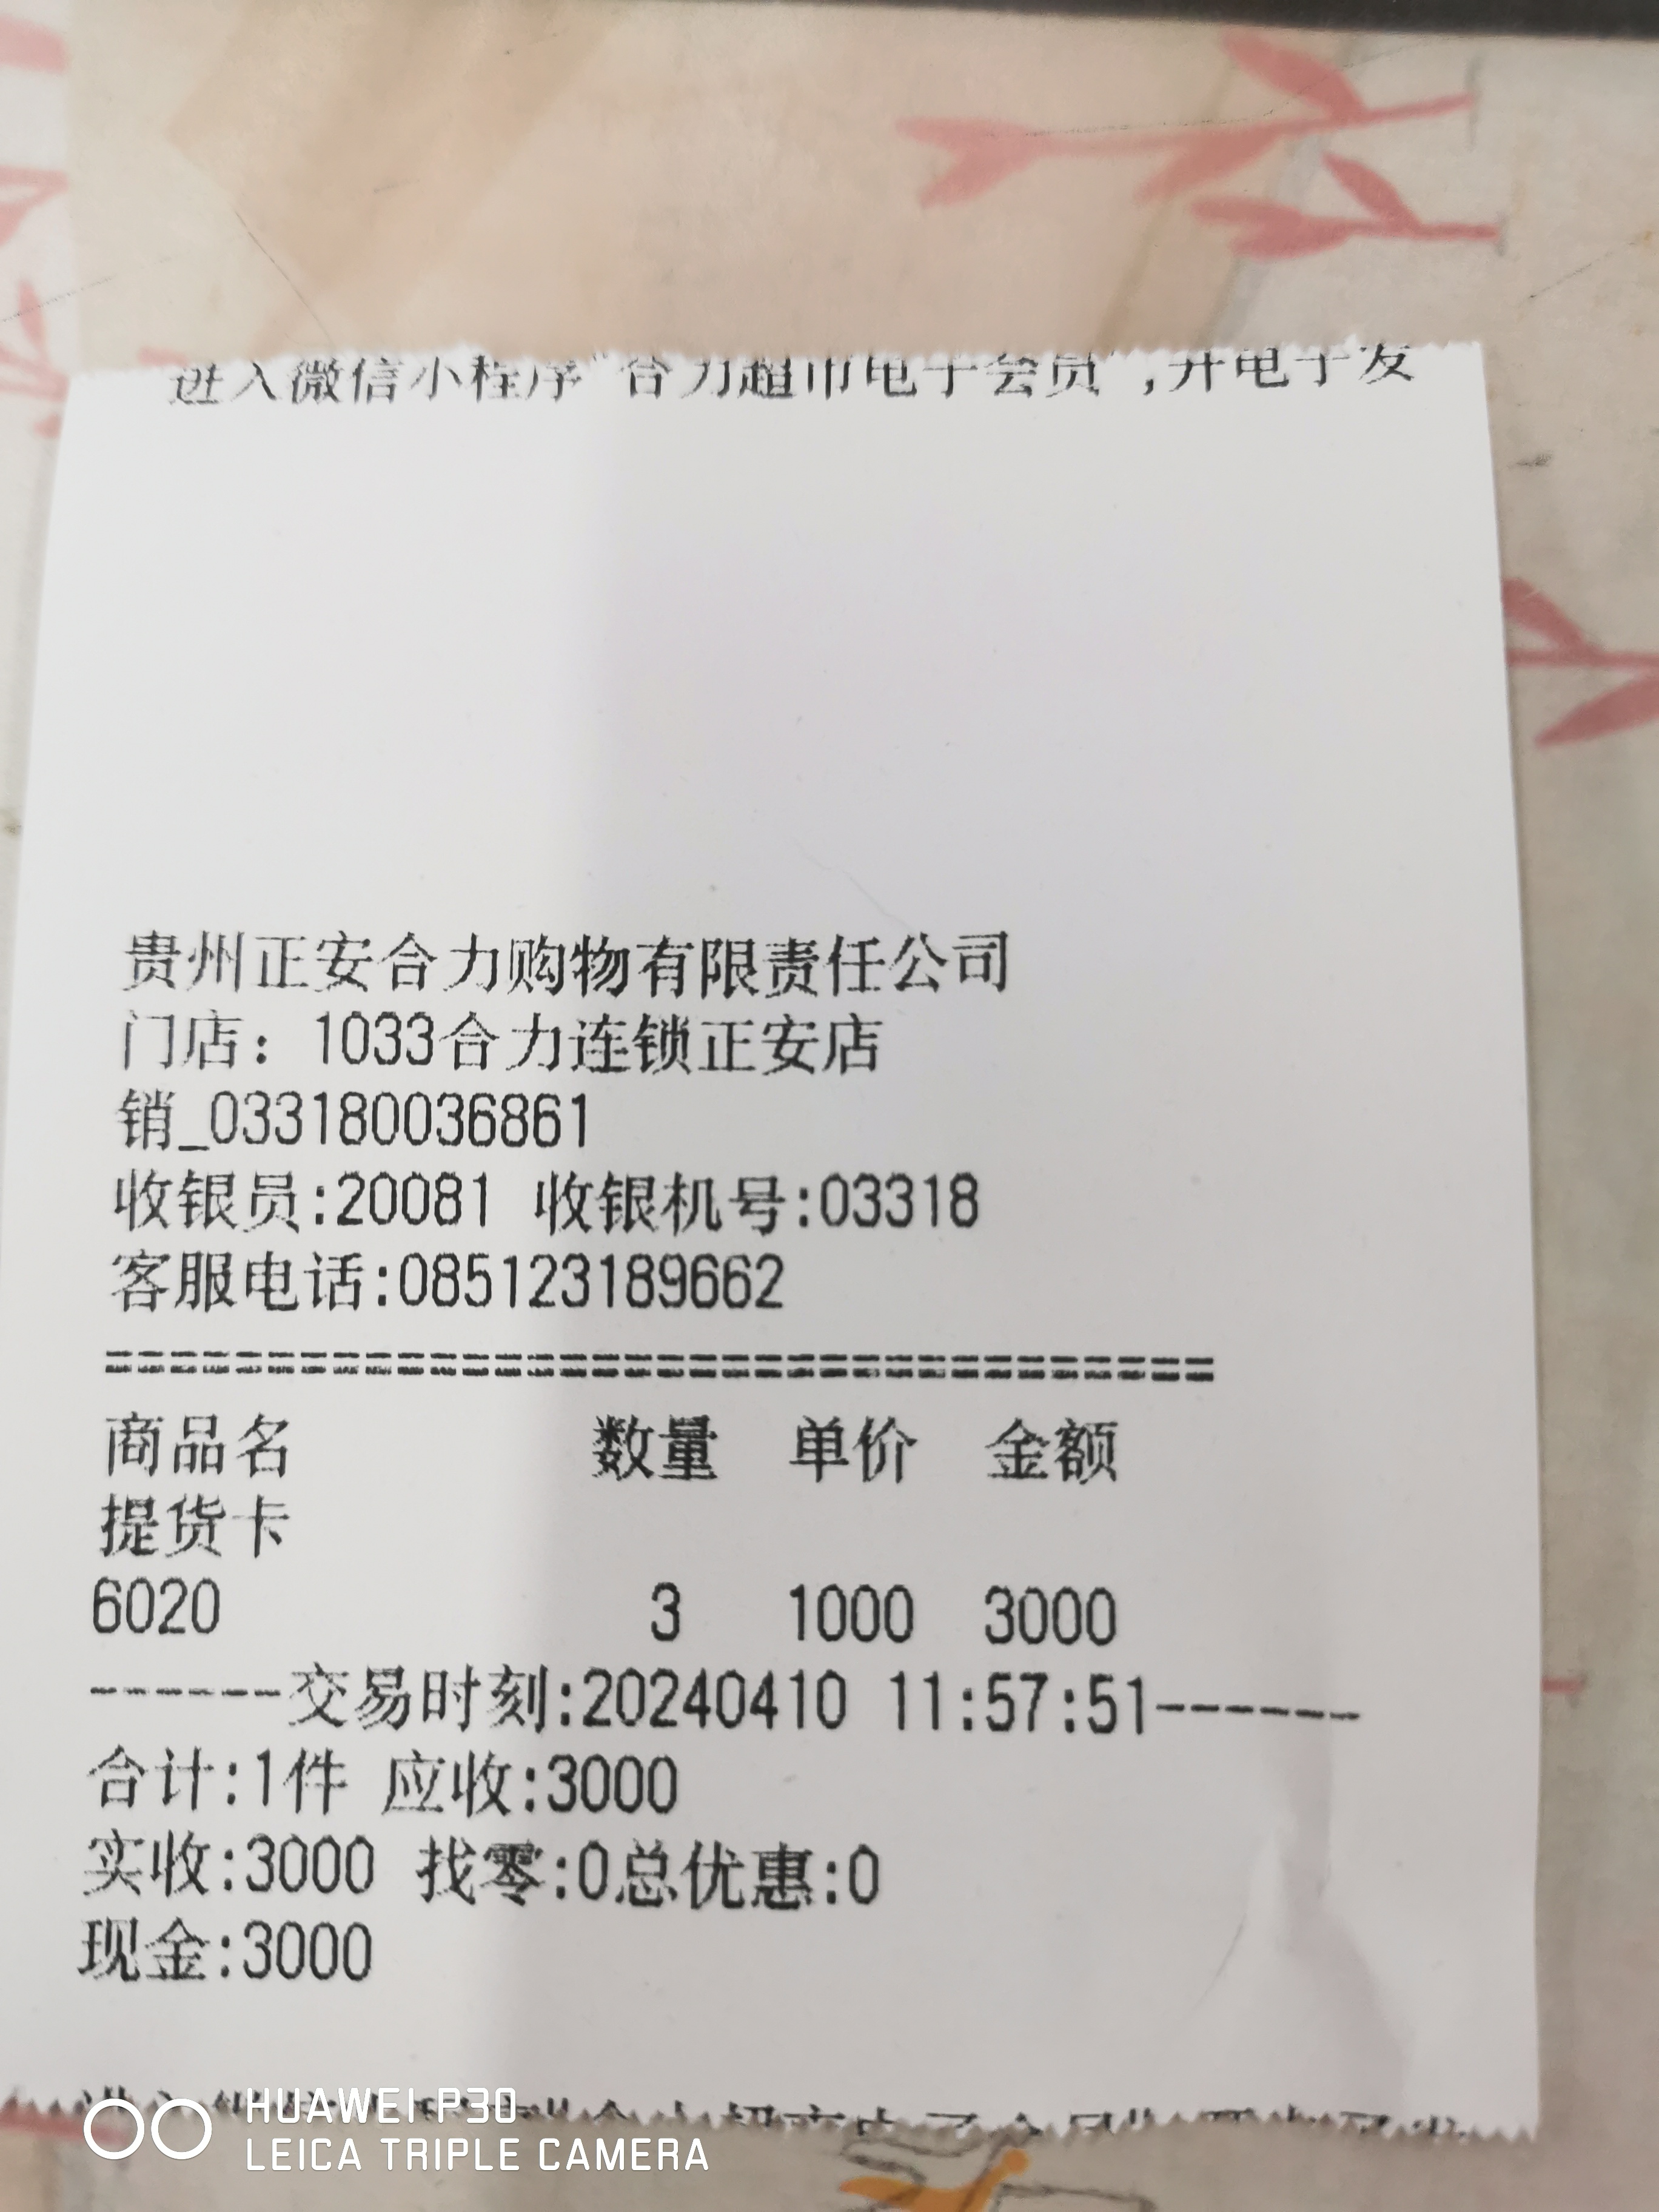 进入微信小程序"合力超市电子会员",开电子发
贵州正安合力购物有限责任公司
门店：1033合力连锁正安店
销_033180036861
收银员:20081 收银机号:03318
客服电话:085123189662
==================================
商品名 数量 单价 金额
提货卡
6020 3 1000 3000
------交易时刻:20240410 11:57:51------
合计:1件 应收:3000
实收:3000 找零:0总优惠:0
现金:3000
HUAWEI P30
LEICA TRIPLE CAMERA